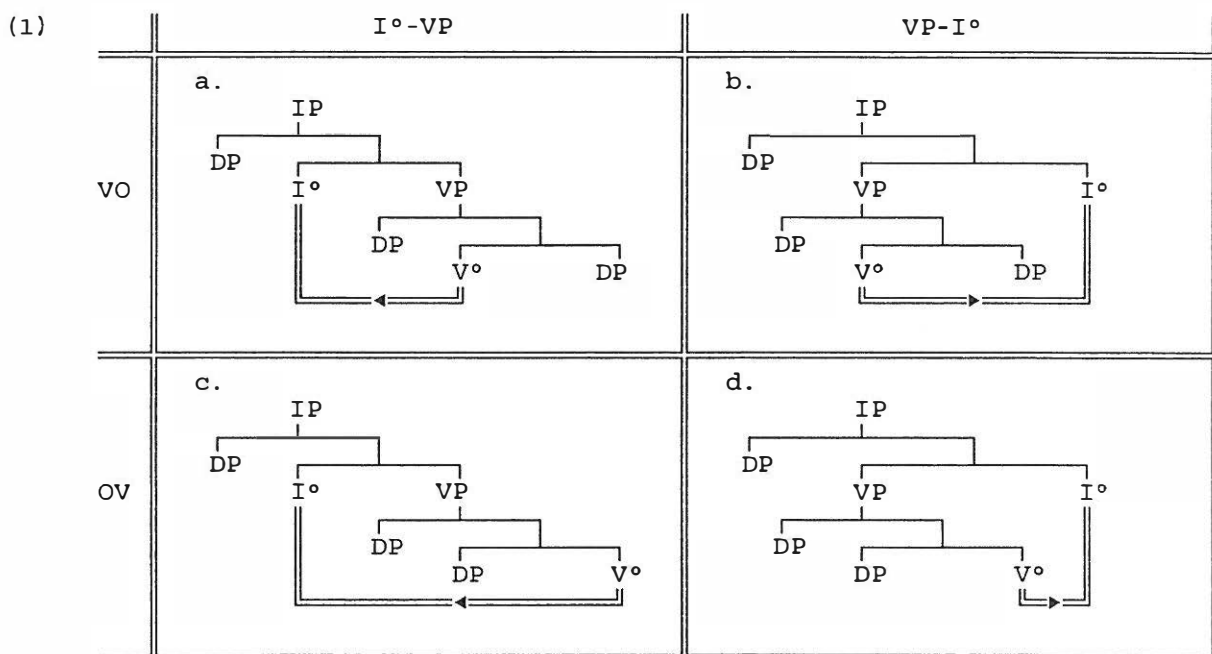 (1) I°-VP VP-I°
a. b.
IP IP
DP DP
VO I° VP VP I°
DP DP
V° DP V° DP
c. d.
IP IP
DP DP
OV I° VP VP I°
DP DP
DP V° DP V°